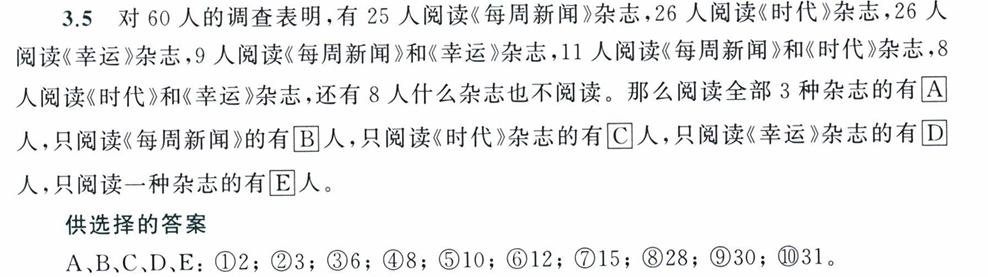 3.5 对 60 人的调查表明,有 25 人阅读《每周新闻》杂志,26 人阅读《时代》杂志,26 人
阅读《幸运》杂志,9 人阅读《每周新闻》和《幸运》杂志,11 人阅读《每周新闻》和《时代》杂志,8
人阅读《时代》和《幸运》杂志,还有 8 人什么杂志也不阅读。那么阅读全部 3 种杂志的有A
人,只阅读《每周新闻》的有B人,只阅读《时代》杂志的有C人,只阅读《幸运》杂志的有D
人,只阅读一种杂志的有E人。
供选择的答案
A、B、C、D、E: ①2; ②3; ③6; ④8; ⑤10; ⑥12; ⑦15; ⑧28; ⑨30; ⑩31。